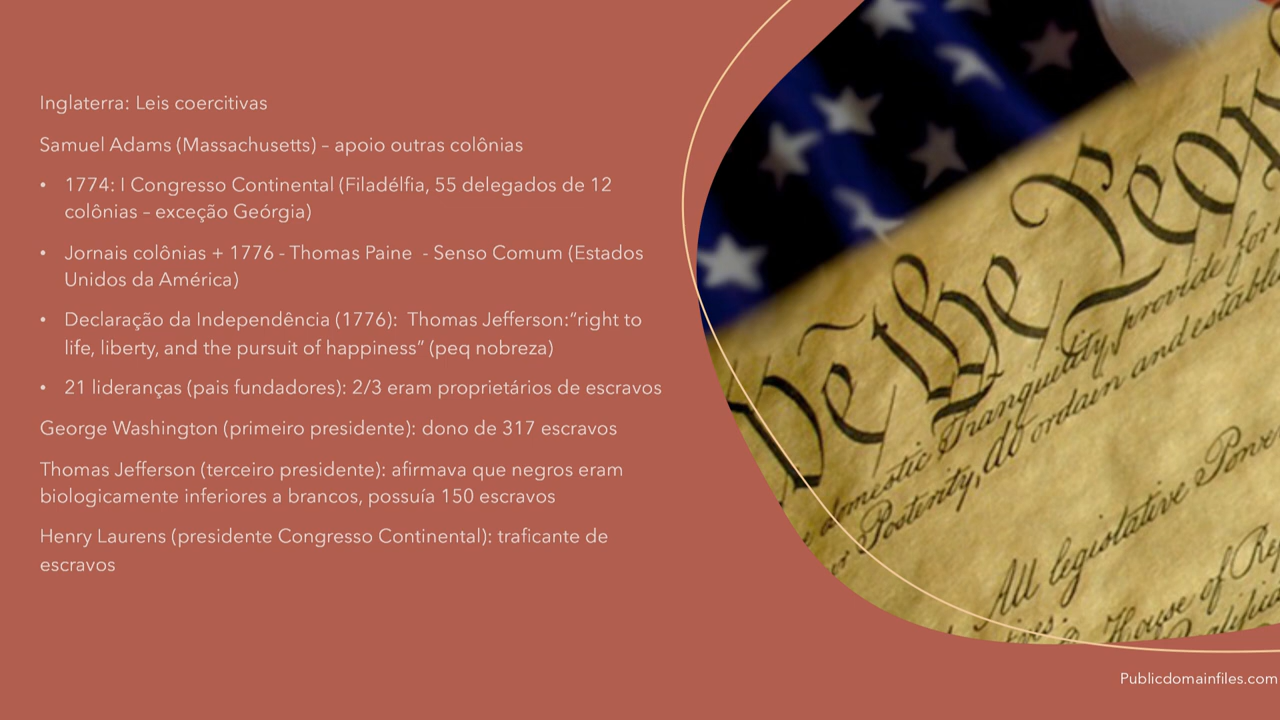 Inglaterra: Leis coercitivas
Samuel Adams (Massachusetts) – apoio outras colônias
• 1774: I Congresso Continental (Filadélfia, 55 delegados de 12
colônias – exceção Geórgia)
• Jornais colônias + 1776 - Thomas Paine - Senso Comum (Estados
Unidos da América)
• Declaração da Independência (1776): Thomas Jefferson:“right to
life, liberty, and the pursuit of happiness” (peq nobreza)
• 21 lideranças (pais fundadores): 2/3 eram proprietários de escravos
George Washington (primeiro presidente): dono de 317 escravos
Thomas Jefferson (terceiro presidente): afirmava que negros eram
biologicamente inferiores a brancos, possuía 150 escravos
Henry Laurens (presidente Congresso Continental): traficante de
escravos
We the Peop
domestic Tranquility, provide for
Posterity, do ordain and establ
All legislative Powe
House of Rep
Publicdomainfiles.com